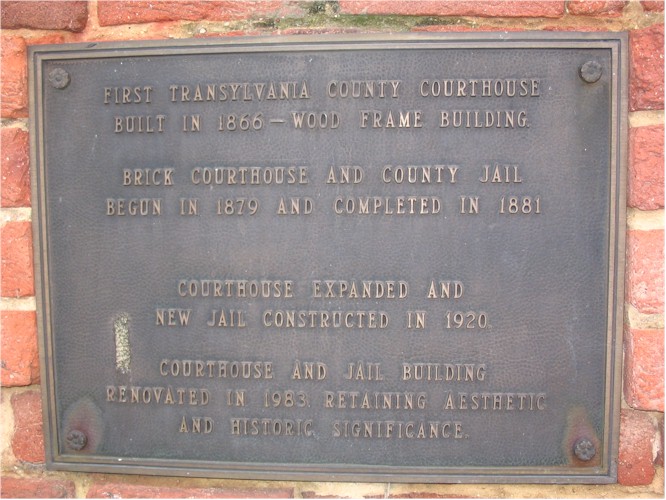 FIRST TRANSYLVANIA COUNTY COURTHOUSE
BUILT IN 1866 — WOOD FRAME BUILDING.
BRICK COURTHOUSE AND COUNTY JAIL
BEGUN IN 1879 AND COMPLETED IN 1881
COURTHOUSE EXPANDED AND
NEW JAIL CONSTRUCTED IN 1920.
COURTHOUSE AND JAIL BUILDING
RENOVATED IN 1983, RETAINING AESTHETIC
AND HISTORIC SIGNIFICANCE.